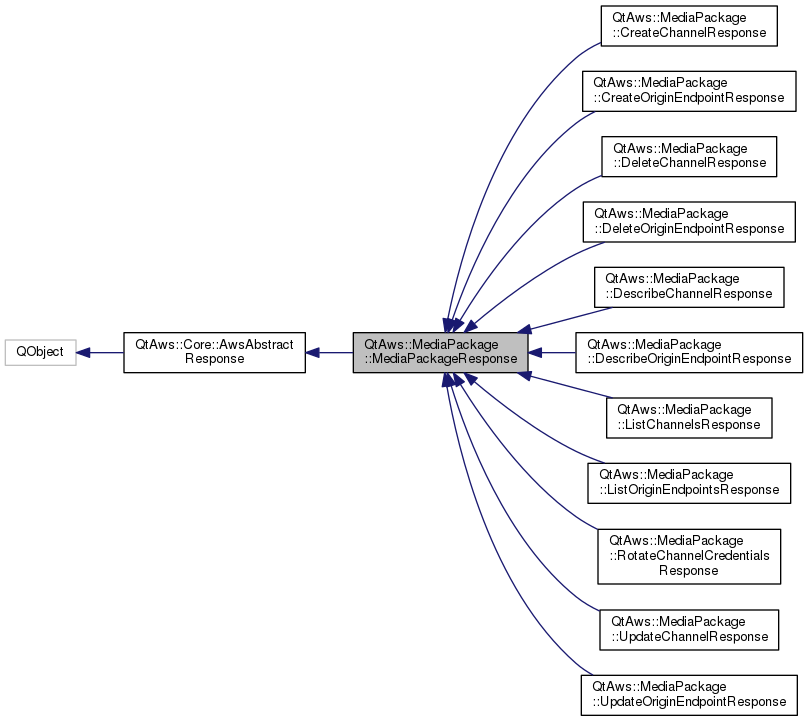 QtAws::MediaPackage
::CreateChannelResponse
QtAws::MediaPackage
::CreateOriginEndpointResponse
QtAws::MediaPackage
::DeleteChannelResponse
QtAws::MediaPackage
::DeleteOriginEndpointResponse
QtAws::MediaPackage
::DescribeChannelResponse
QObject
QtAws::Core::AwsAbstract
Response
QtAws::MediaPackage
::MediaPackageResponse
QtAws::MediaPackage
::DescribeOriginEndpointResponse
QtAws::MediaPackage
::ListChannelsResponse
QtAws::MediaPackage
::ListOriginEndpointsResponse
QtAws::MediaPackage
::RotateChannelCredentials
Response
QtAws::MediaPackage
::UpdateChannelResponse
QtAws::MediaPackage
::UpdateOriginEndpointResponse